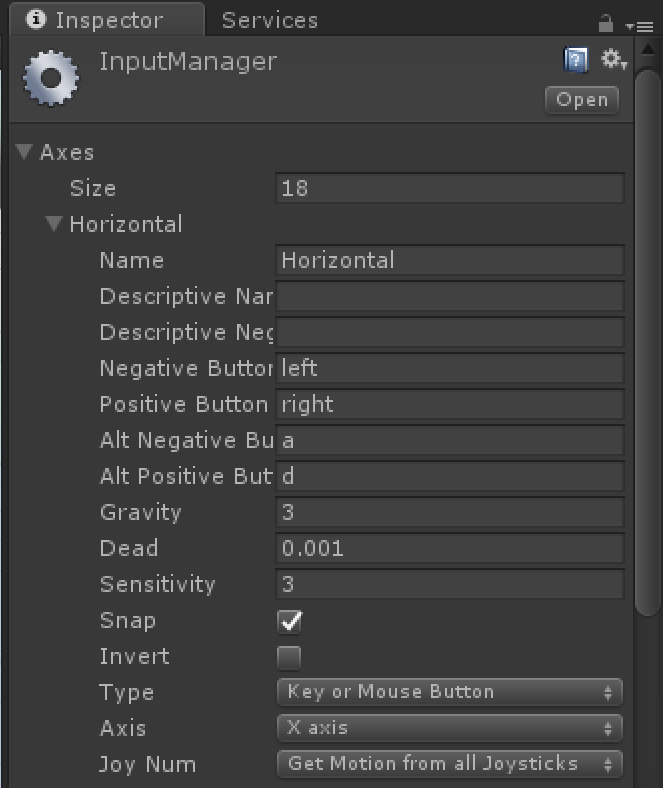 Inspector Services
InputManager
Open
Axes
Size 18
Horizontal
Name Horizontal
Descriptive Nar
Descriptive Neg
Negative Buttor left
Positive Button right
Alt Negative Bu a
Alt Positive But d
Gravity 3
Dead 0.001
Sensitivity 3
Snap
Invert
Type Key or Mouse Button
Axis X axis
Joy Num Get Motion from all Joysticks